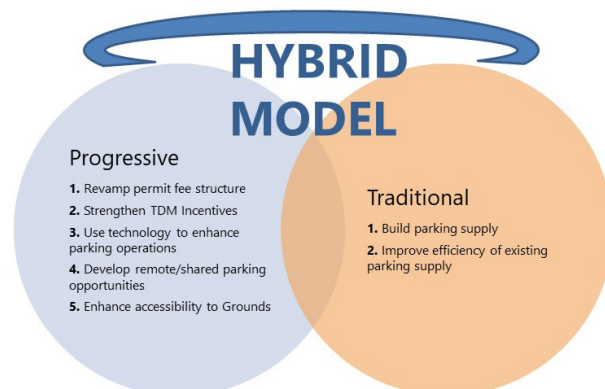 HYBRID
MODEL
Progressive
1. Revamp permit fee structure
2. Strengthen TDM Incentives
3. Use technology to enhance
parking operations
4. Develop remote/shared parking
opportunities
5. Enhance accessibility to Grounds
Traditional
1. Build parking supply
2. Improve efficiency of existing
parking supply